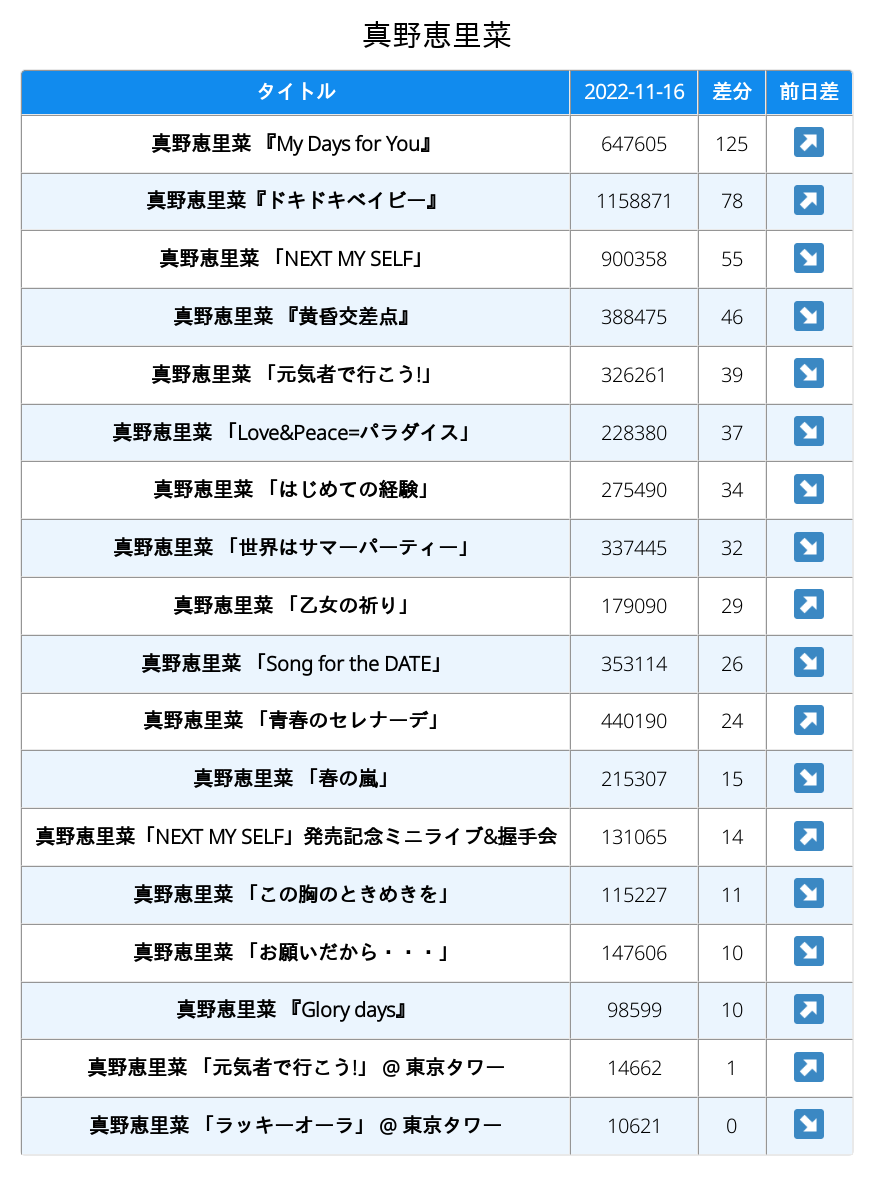 真野恵里菜
タイトル 2022-11-16 差分 前日差
真野恵里菜 『My Days for You』 647605 125 ↗
真野恵里菜『ドキドキベイビー』 1158871 78 ↗
真野恵里菜 「NEXT MY SELF」 900358 55 ↘
真野恵里菜 『黄昏交差点』 388475 46 ↘
真野恵里菜 「元気者で行こう!」 326261 39 ↘
真野恵里菜 「Love&Peace=パラダイス」 228380 37 ↘
真野恵里菜 「はじめての経験」 275490 34 ↘
真野恵里菜 「世界はサマーパーティー」 337445 32 ↘
真野恵里菜 「乙女の祈り」 179090 29 ↗
真野恵里菜 「Song for the DATE」 353114 26 ↘
真野恵里菜 「青春のセレナーデ」 440190 24 ↗
真野恵里菜 「春の嵐」 215307 15 ↘
真野恵里菜「NEXT MY SELF」発売記念ミニライブ&握手会 131065 14 ↗
真野恵里菜 「この胸のときめきを」 115227 11 ↘
真野恵里菜 「お願いだから・・・」 147606 10 ↘
真野恵里菜 『Glory days』 98599 10 ↗
真野恵里菜 「元気者で行こう!」 @ 東京タワー 14662 1 ↗
真野恵里菜 「ラッキーオーラ」 @ 東京タワー 10621 0 ↘